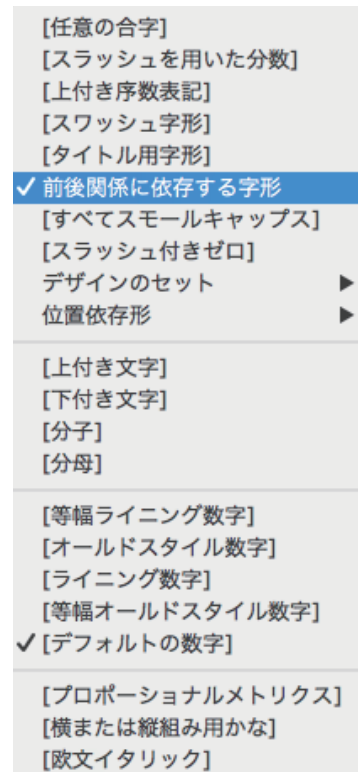 [任意の合字]
[スラッシュを用いた分数]
[上付き序数表記]
[スワッシュ字形]
[タイトル用字形]
✓ 前後関係に依存する字形
[すべてスモールキャップス]
[スラッシュ付きゼロ]
デザインのセット ▶
位置依存形 ▶
[上付き文字]
[下付き文字]
[分子]
[分母]
[等幅ライニング数字]
[オールドスタイル数字]
[ライニング数字]
[等幅オールドスタイル数字]
✓ [デフォルトの数字]
[プロポーショナルメトリクス]
[横または縦組み用かな]
[欧文イタリック]